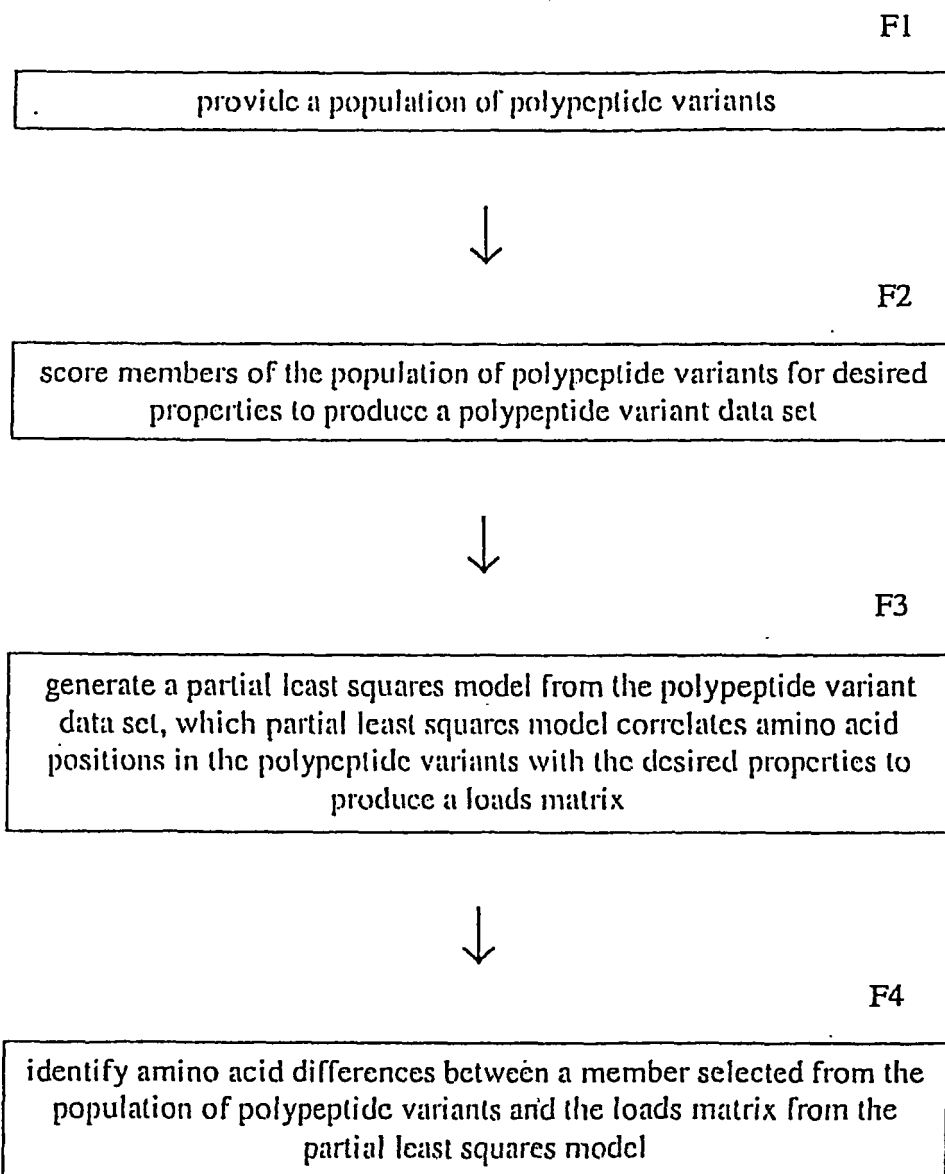 F1
provide a population of polypeptide variants
F2
score members of the population of polypeptide variants for desired
properties to produce a polypeptide variant data set
F3
generate a partial least squares model from the polypeptide variant
data set, which partial least squares model correlates amino acid
positions in the polypeptide variants with the desired properties to
produce a loads matrix
F4
identify amino acid differences between a member selected from the
population of polypeptide variants and the loads matrix from the
partial least squares model